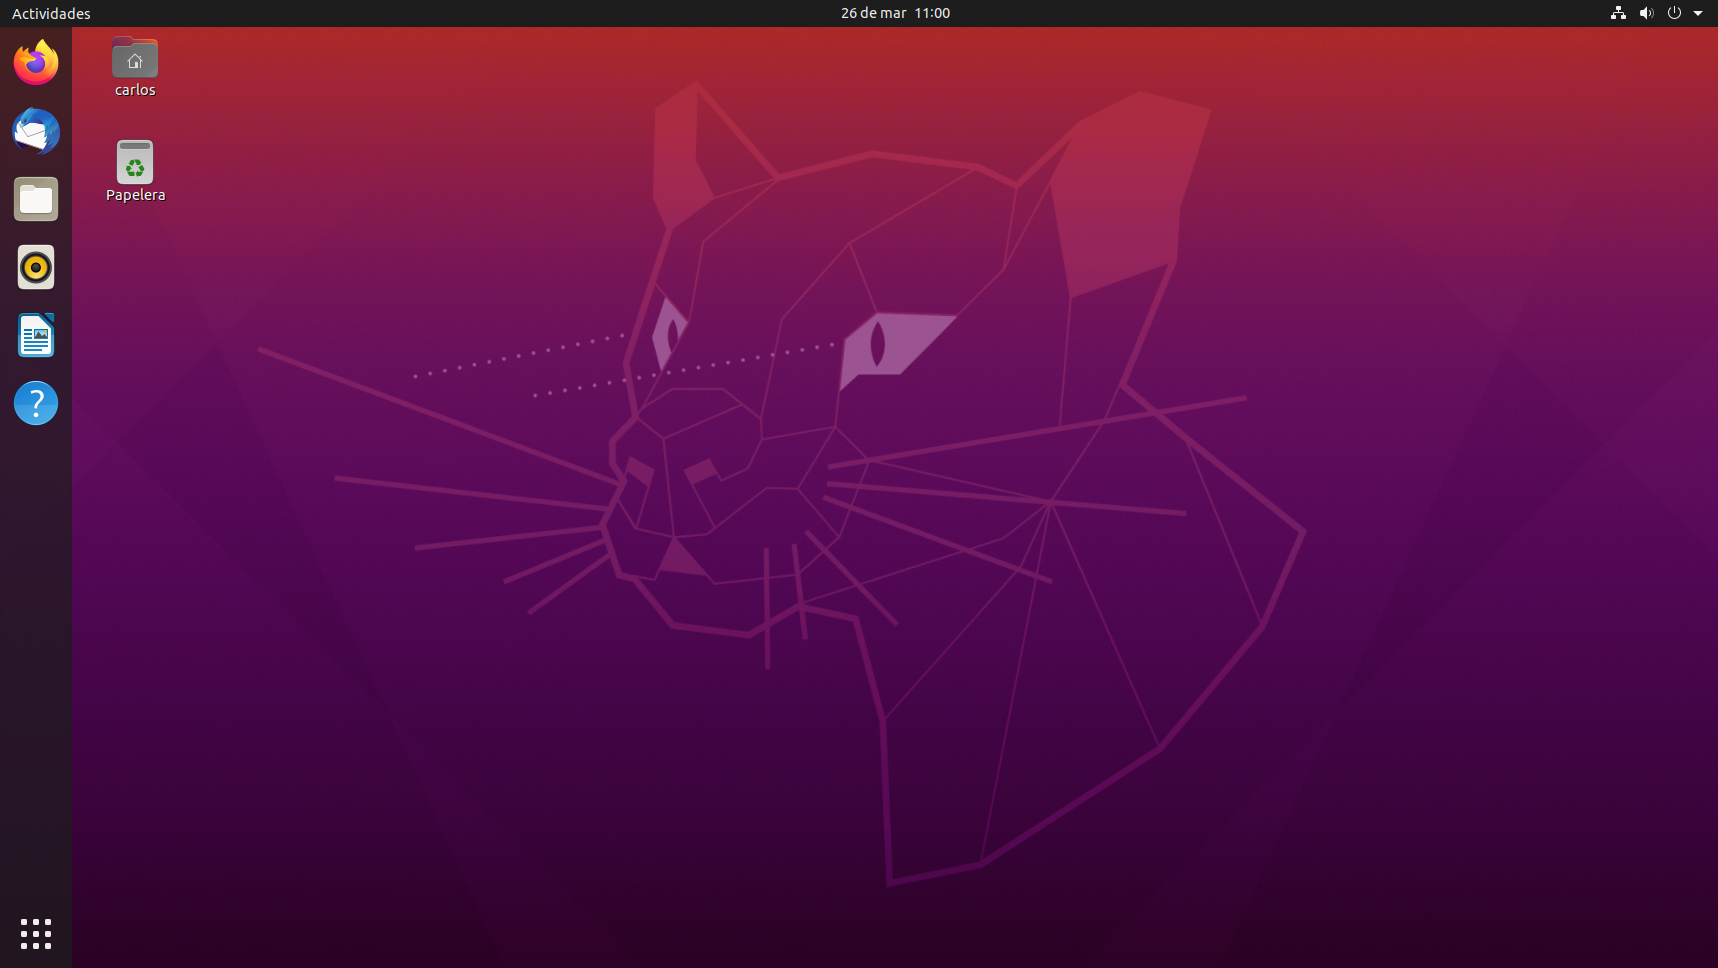 Actividades
26 de mar 11:00
carlos
Papelera
?